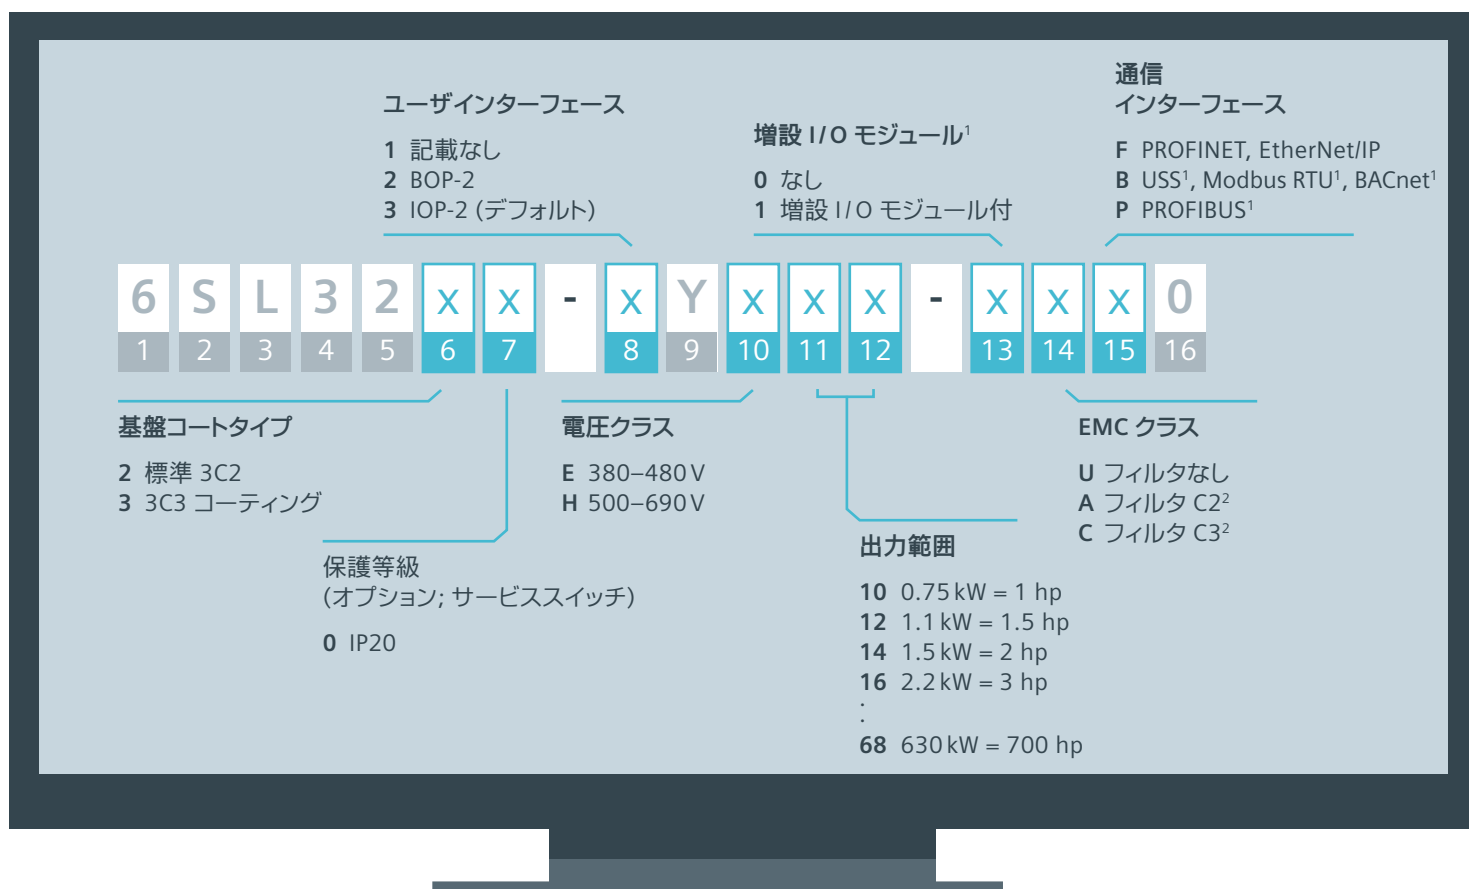 通信
インターフェース
F PROFINET, EtherNet/IP
B USS¹, Modbus RTU¹, BACnet¹
P PROFIBUS¹
ユーザインターフェース
1 記載なし
2 BOP-2
3 IOP-2 (デフォルト)
増設 I/O モジュール¹
0 なし
1 増設 I/O モジュール付
6 S L 3 2 x x - x Y x x x - x x x 0
1 2 3 4 5 6 7 8 9 10 11 12 13 14 15 16
基盤コートタイプ
2 標準 3C2
3 3C3 コーティング
保護等級
(オプション; サービススイッチ)
0 IP20
電圧クラス
E 380–480 V
H 500–690 V
出力範囲
10 0.75 kW = 1 hp
12 1.1 kW = 1.5 hp
14 1.5 kW = 2 hp
16 2.2 kW = 3 hp
.
.
68 630 kW = 700 hp
EMC クラス
U フィルタなし
A フィルタ C2²
C フィルタ C3²